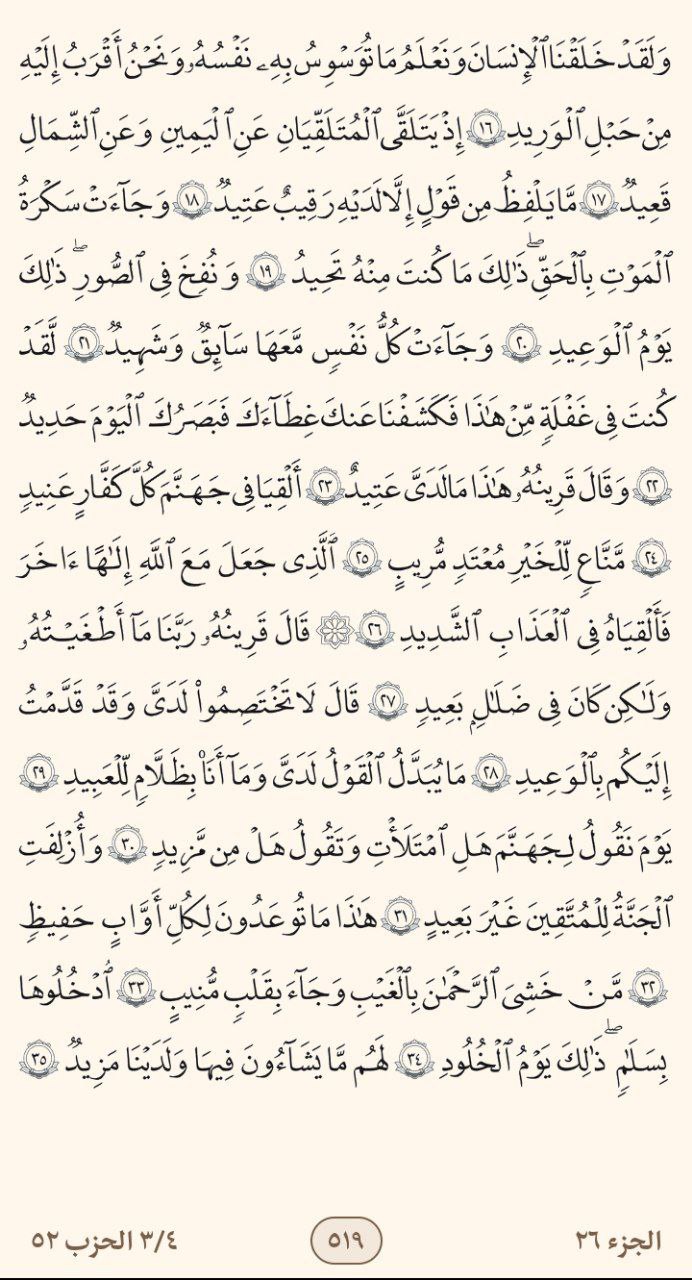 وَلَقَدْ خَلَقْنَا ٱلْإِنسَٰنَ وَنَعْلَمُ مَا تُوَسْوِسُ بِهِۦ نَفْسُهُۥ وَنَحْنُ أَقْرَبُ إِلَيْهِ
مِنْ حَبْلِ ٱلْوَرِيدِ ١٦ إِذْ يَتَلَقَّى ٱلْمُتَلَقِّيَانِ عَنِ ٱلْيَمِينِ وَعَنِ ٱلشِّمَالِ
قَعِيدٌ ١٧ مَّا يَلْفِظُ مِن قَوْلٍ إِلَّا لَدَيْهِ رَقِيبٌ عَتِيدٌ ١٨ وَجَآءَتْ سَكْرَةُ
ٱلْمَوْتِ بِٱلْحَقِّۖ ذَٰلِكَ مَا كُنتَ مِنْهُ تَحِيدُ ١٩ وَنُفِخَ فِى ٱلصُّورِۖ ذَٰلِكَ
يَوْمُ ٱلْوَعِيدِ ٢٠ وَجَآءَتْ كُلُّ نَفْسٍ مَّعَهَا سَآئِقٌ وَشَهِيدٌ ٢١ لَّقَدْ
كُنتَ فِى غَفْلَةٍ مِّنْ هَٰذَا فَكَشَفْنَا عَنكَ غِطَآءَكَ فَبَصَرُكَ ٱلْيَوْمَ حَدِيدٌ
٢٢ وَقَالَ قَرِينُهُۥ هَٰذَا مَا لَدَىَّ عَتِيدٌ ٢٣ أَلْقِيَا فِى جَهَنَّمَ كُلَّ كَفَّارٍ عَنِيدٍ
٢٤ مَّنَّاعٍ لِّلْخَيْرِ مُعْتَدٍ مُّرِيبٍ ٢٥ ٱلَّذِى جَعَلَ مَعَ ٱللَّهِ إِلَٰهًا ءَاخَرَ
فَأَلْقِيَاهُ فِى ٱلْعَذَابِ ٱلشَّدِيدِ ٢٦ ۞ قَالَ قَرِينُهُۥ رَبَّنَا مَآ أَطْغَيْتُهُۥ
وَلَٰكِن كَانَ فِى ضَلَٰلٍۭ بَعِيدٍ ٢٧ قَالَ لَا تَخْتَصِمُوا۟ لَدَىَّ وَقَدْ قَدَّمْتُ
إِلَيْكُم بِٱلْوَعِيدِ ٢٨ مَا يُبَدَّلُ ٱلْقَوْلُ لَدَىَّ وَمَآ أَنَا۠ بِظَلَّٰمٍ لِّلْعَبِيدِ ٢٩
يَوْمَ نَقُولُ لِجَهَنَّمَ هَلِ ٱمْتَلَأْتِ وَتَقُولُ هَلْ مِن مَّزِيدٍ ٣٠ وَأُزْلِفَتِ
ٱلْجَنَّةُ لِلْمُتَّقِينَ غَيْرَ بَعِيدٍ ٣١ هَٰذَا مَا تُوعَدُونَ لِكُلِّ أَوَّابٍ حَفِيظٍ
٣٢ مَّنْ خَشِىَ ٱلرَّحْمَٰنَ بِٱلْغَيْبِ وَجَآءَ بِقَلْبٍ مُّنِيبٍ ٣٣ ٱدْخُلُوهَا
بِسَلَٰمٍۖ ذَٰلِكَ يَوْمُ ٱلْخُلُودِ ٣٤ لَهُم مَّا يَشَآءُونَ فِيهَا وَلَدَيْنَا مَزِيدٌ ٣٥
الجزء ٢٦
٥١٩
٣/٤ الحزب ٥٢